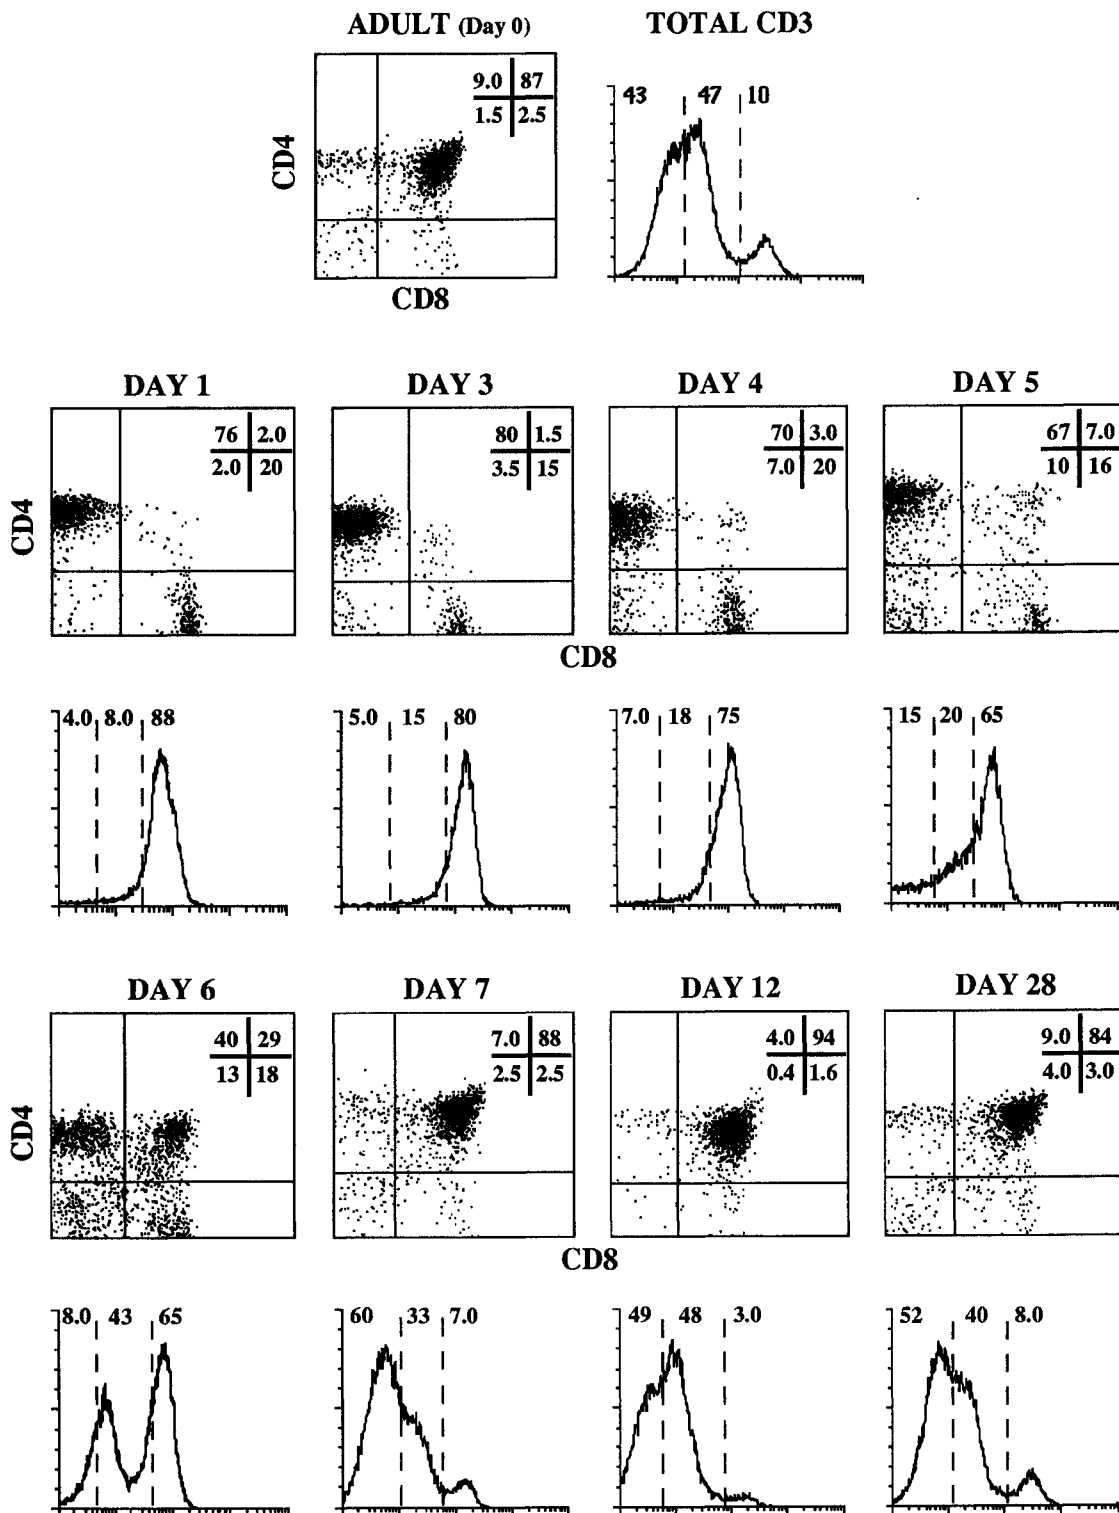 ADULT (Day 0) TOTAL CD3
9.0 87
1.5 2.5
43 47 10
CD4
CD8
DAY 1 DAY 3 DAY 4 DAY 5
76 2.0 80 1.5 70 3.0 67 7.0
2.0 20 3.5 15 7.0 20 10 16
CD4
CD8
4.0 8.0 88 5.0 15 80 7.0 18 75 15 20 65
DAY 6 DAY 7 DAY 12 DAY 28
40 29 7.0 88 4.0 94 9.0 84
13 18 2.5 2.5 0.4 1.6 4.0 3.0
CD4
CD8
8.0 43 65 60 33 7.0 49 48 3.0 52 40 8.0